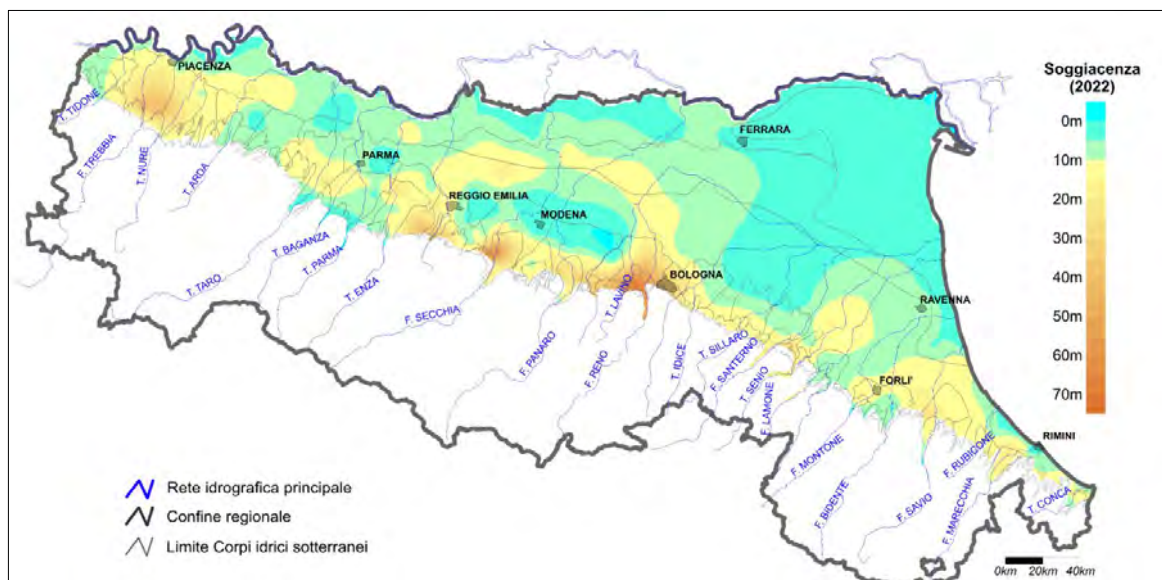 Soggiacenza
(2022)
0m
10m
20m
30m
40m
50m
60m
70m
PIACENZA
FERRARA
PARMA
REGGIO EMILIA
MODENA
BOLOGNA
RAVENNA
FORLI'
RIMINI
T. TIDONE
F. TREBBIA
T. NURE
T. ARDA
T. TARO
T. BAGANZA
T. PARMA
T. ENZA
F. SECCHIA
F. PANARO
T. LAVINO
F. RENO
T. IDICE
T. SILLARO
F. SANTERNO
T. SENIO
F. LAMONE
F. MONTONE
F. BIDENTE
F. SAVIO
F. RUBICONE
F. MARECCHIA
T. CONCA
Rete idrografica principale
Confine regionale
Limite Corpi idrici sotterranei
0km 20km 40km